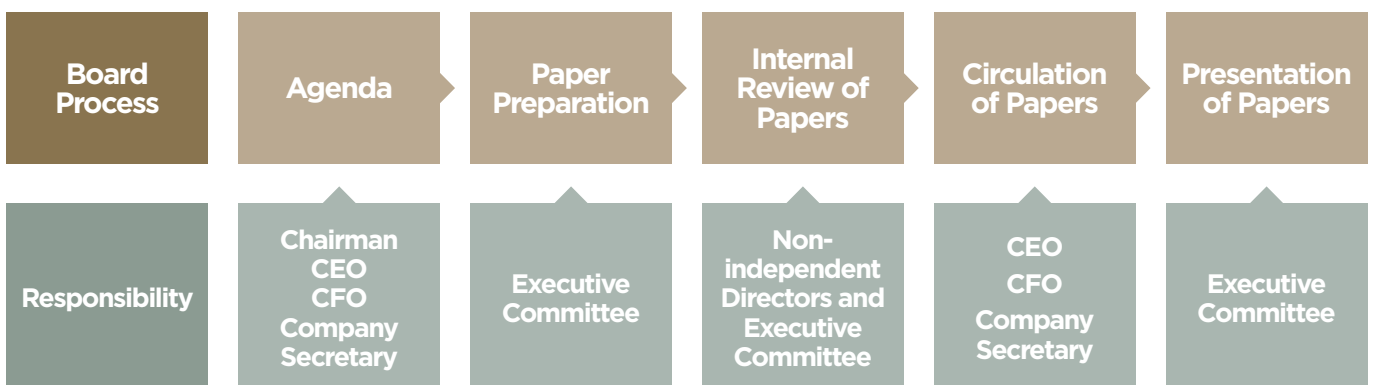 Board
Process
Agenda
Paper
Preparation
Internal
Review of
Papers
Circulation
of Papers
Presentation
of Papers
Responsibility
Chairman
CEO
CFO
Company
Secretary
Executive
Committee
Non-
independent
Directors and
Executive
Committee
CEO
CFO
Company
Secretary
Executive
Committee